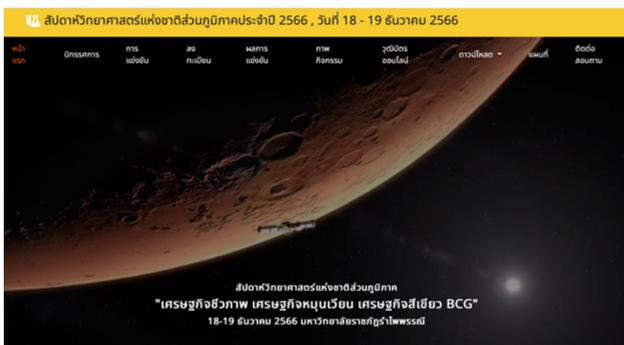 สัปดาห์วิทยาศาสตร์แห่งชาติส่วนภูมิภาคประจำปี 2566 , วันที่ 18 - 19 ธันวาคม 2566
หน้าแรก นิทรรศการ การแข่งขัน ลงทะเบียน ผลการแข่งขัน ภาพกิจกรรม วุฒิบัตรออนไลน์ ดาวน์โหลด แผนที่ ติดต่อสอบถาม
สัปดาห์วิทยาศาสตร์แห่งชาติส่วนภูมิภาค
"เศรษฐกิจชีวภาพ เศรษฐกิจหมุนเวียน เศรษฐกิจสีเขียว BCG"
18-19 ธันวาคม 2566 มหาวิทยาลัยราชภัฏรำไพพรรณี